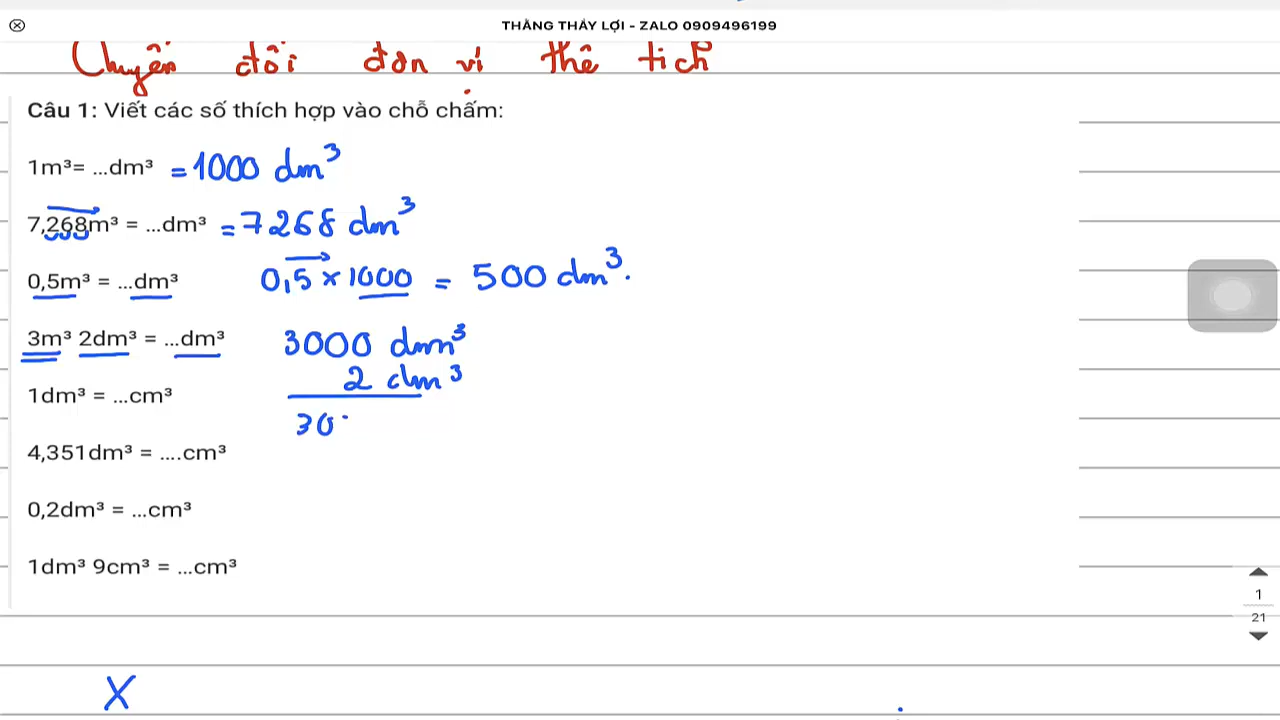 THẮNG THẦY LỢI - ZALO 0909496199
Chuyển đổi đơn vị thể tích
Câu 1: Viết các số thích hợp vào chỗ chấm:
1m³= ...dm³ = 1000 dm³
7,268m³ = ...dm³ = 7268 dm³
0,5m³ = ...dm³ 0,5 x 1000 = 500 dm³.
3m³ 2dm³ = ...dm³ 3000 dm³
2 dm³
1dm³ = ...cm³ 30
4,351dm³ = ....cm³
0,2dm³ = ...cm³
1dm³ 9cm³ = ...cm³
1
21
X